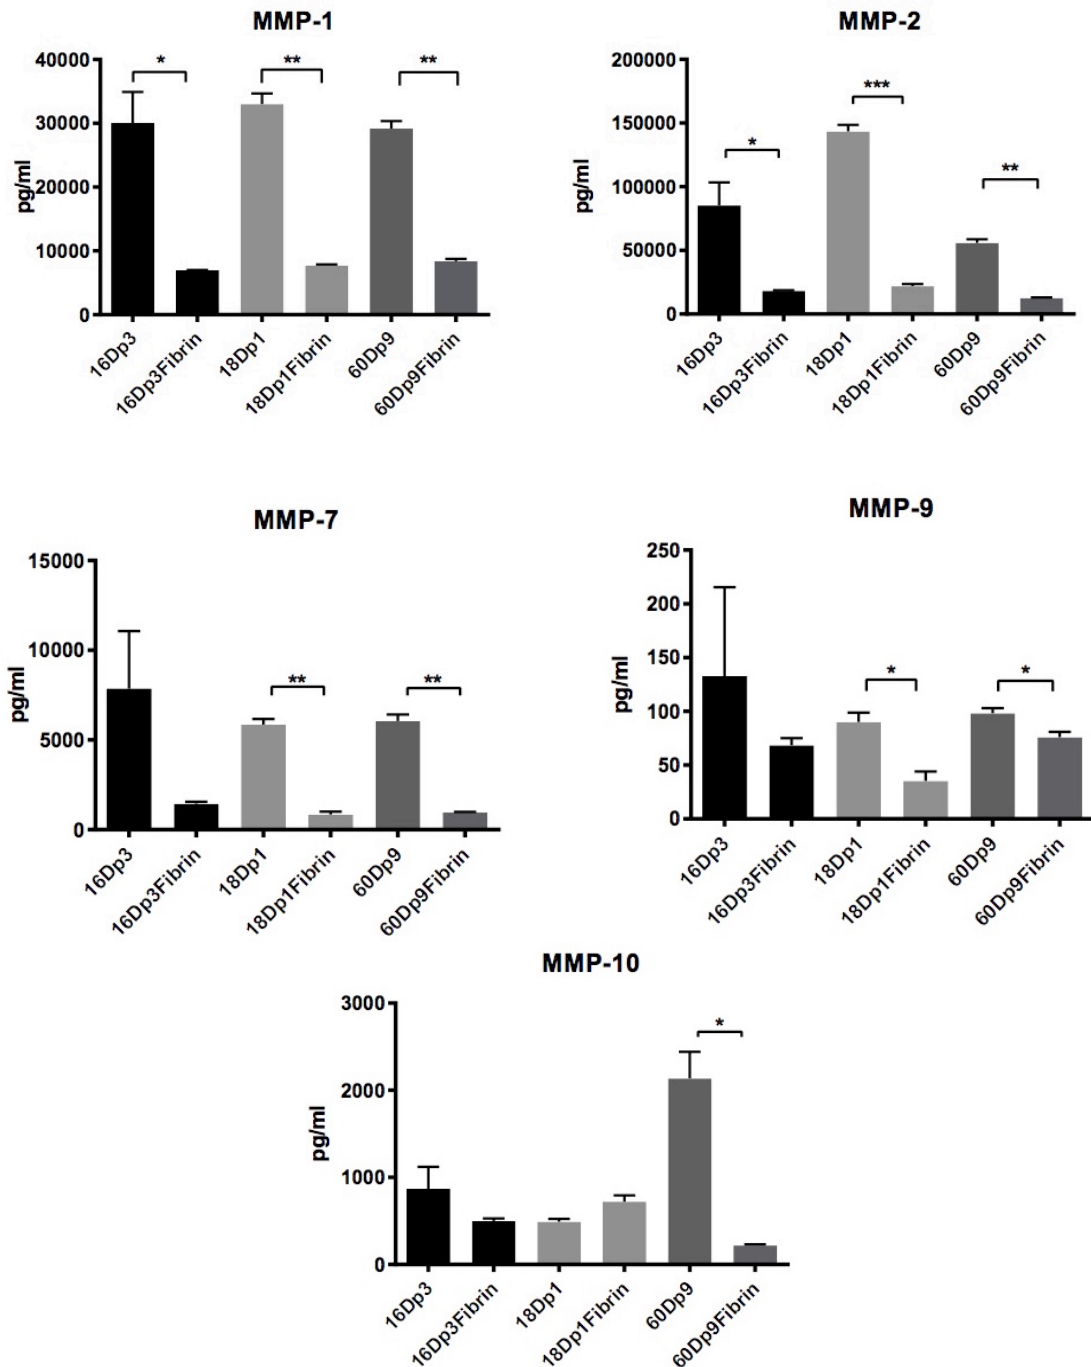 MMP-1
pg/ml
40000
30000
20000
10000
0
*
**
**
16Dp3
16Dp3Fibrin
18Dp1
18Dp1Fibrin
60Dp9
60Dp9Fibrin
MMP-2
pg/ml
200000
150000
100000
50000
0
*
***
**
16Dp3
16Dp3Fibrin
18Dp1
18Dp1Fibrin
60Dp9
60Dp9Fibrin
MMP-7
pg/ml
15000
10000
5000
0
**
**
16Dp3
16Dp3Fibrin
18Dp1
18Dp1Fibrin
60Dp9
60Dp9Fibrin
MMP-9
pg/ml
250
200
150
100
50
0
*
*
16Dp3
16Dp3Fibrin
18Dp1
18Dp1Fibrin
60Dp9
60Dp9Fibrin
MMP-10
pg/ml
3000
2000
1000
0
*
16Dp3
16Dp3Fibrin
18Dp1
18Dp1Fibrin
60Dp9
60Dp9Fibrin